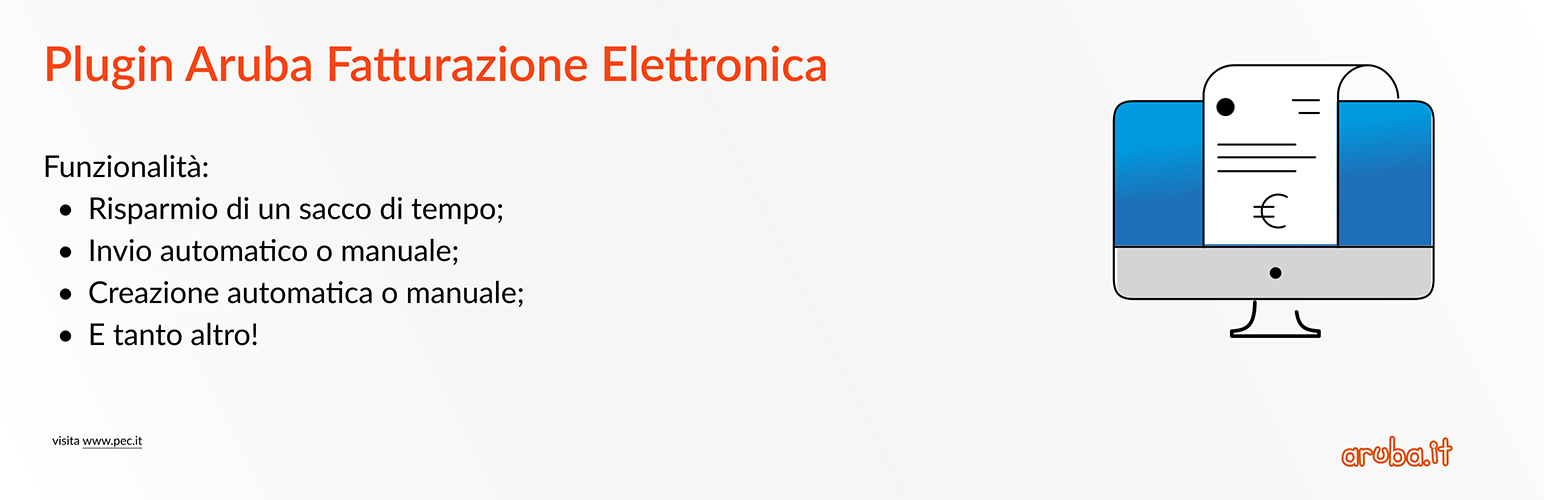 Plugin Aruba Fatturazione Elettronica
Funzionalità:
• Risparmio di un sacco di tempo;
• Invio automatico o manuale;
• Creazione automatica o manuale;
• E tanto altro!
€
visita www.pec.it
aruba.it